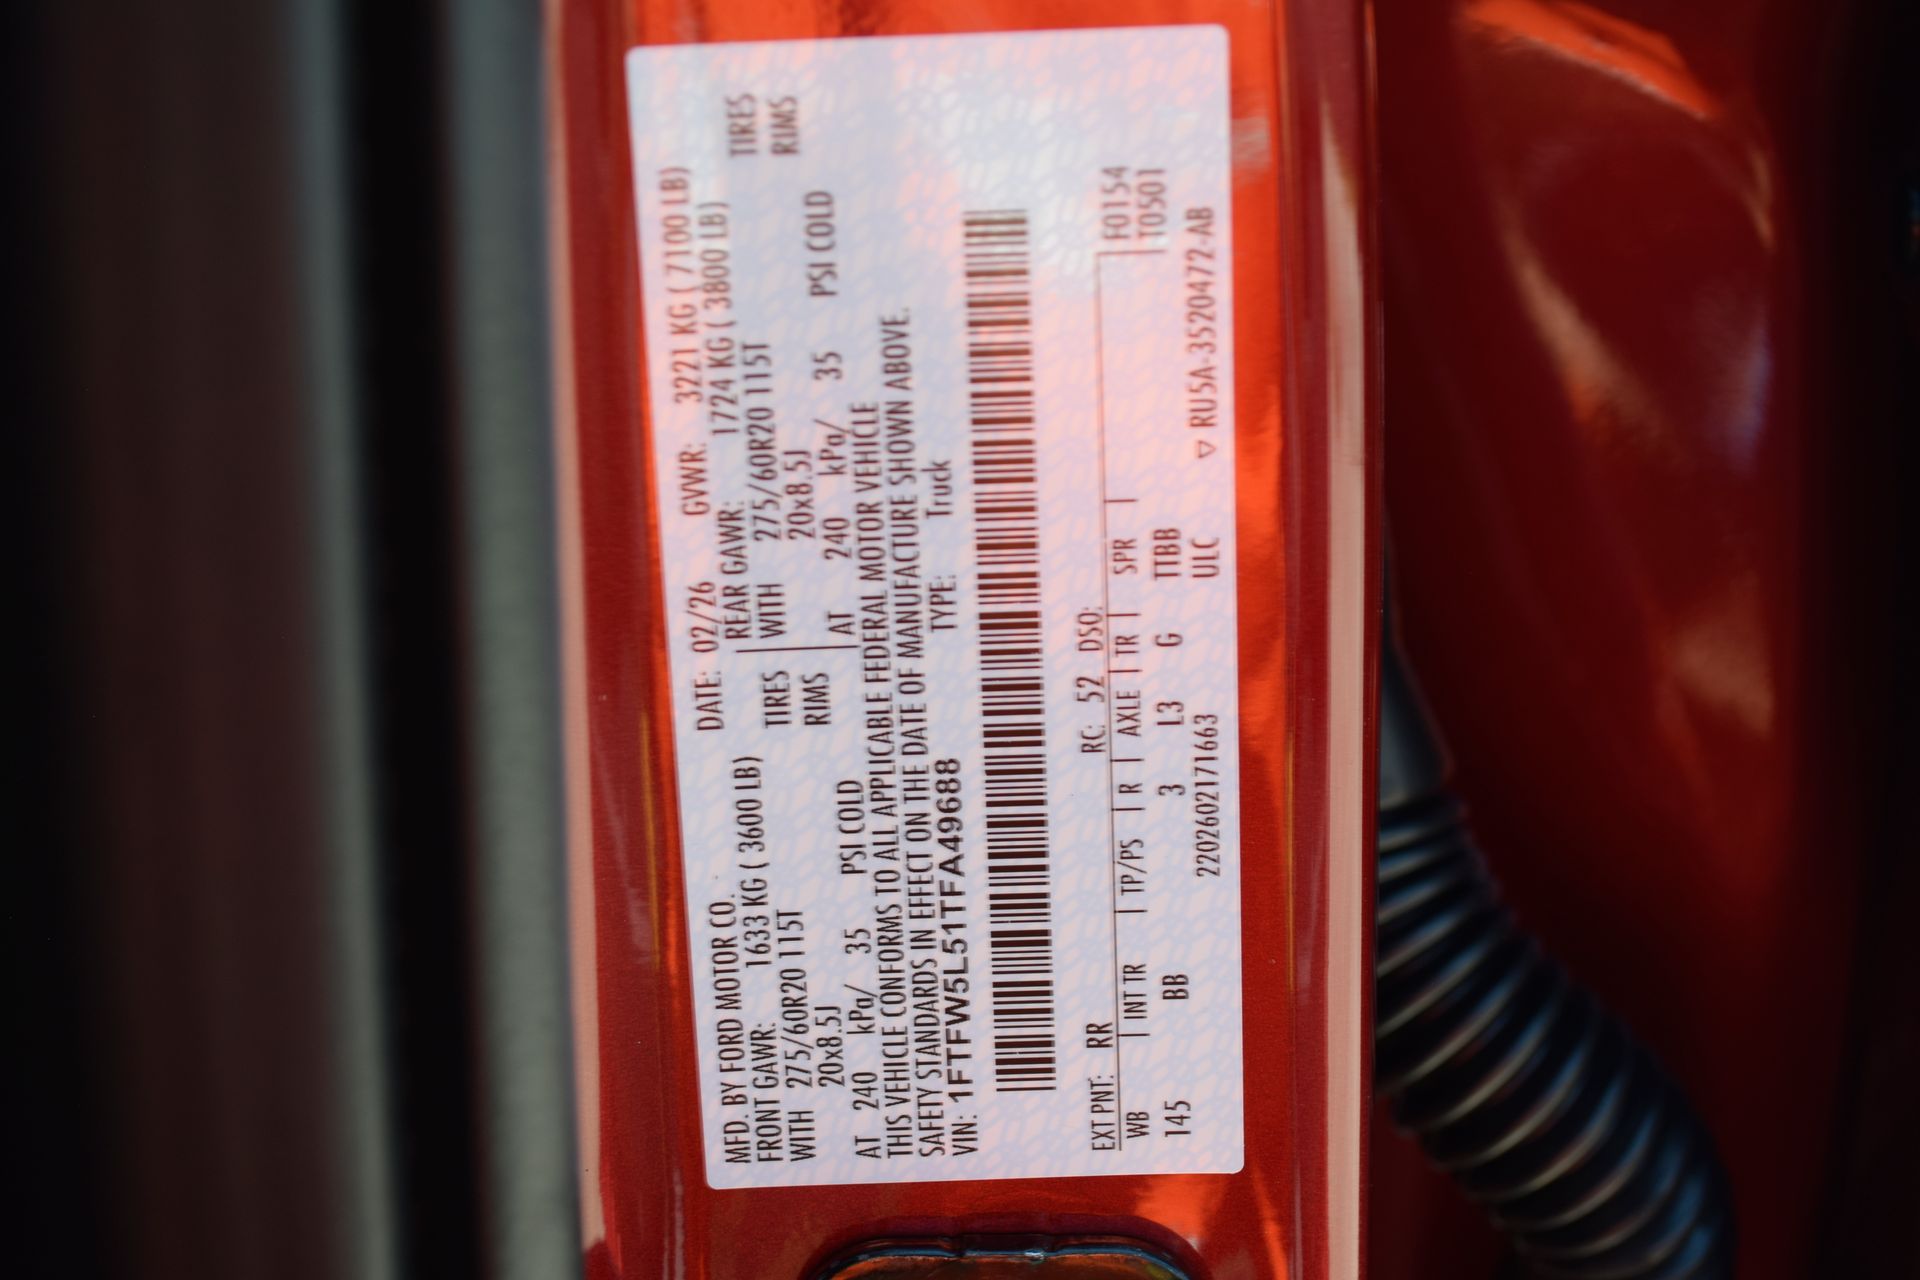 MFD. BY FORD MOTOR CO. DATE: 02/26 GVWR: 3221 KG ( 7100 LB)
FRONT GAWR: 1633 KG ( 3600 LB) REAR GAWR: 1724 KG ( 3800 LB)
WITH 275/60R20 115T TIRES WITH 275/60R20 115T TIRES
20x8.5J RIMS 20x8.5J RIMS
AT 240 kPa/ 35 PSI COLD AT 240 kPa/ 35 PSI COLD
THIS VEHICLE CONFORMS TO ALL APPLICABLE FEDERAL MOTOR VEHICLE
SAFETY STANDARDS IN EFFECT ON THE DATE OF MANUFACTURE SHOWN ABOVE.
VIN: 1FTFW5L51TFA49688 TYPE: Truck
EXT PNT: RR RC: 52 DSO: F0154
WB | INT TR | TP/PS | R | AXLE | TR | SPR | T0501
145 BB 3 L3 G TTBB
22026021716​63 ULC ▽ RU5A-3520472-AB